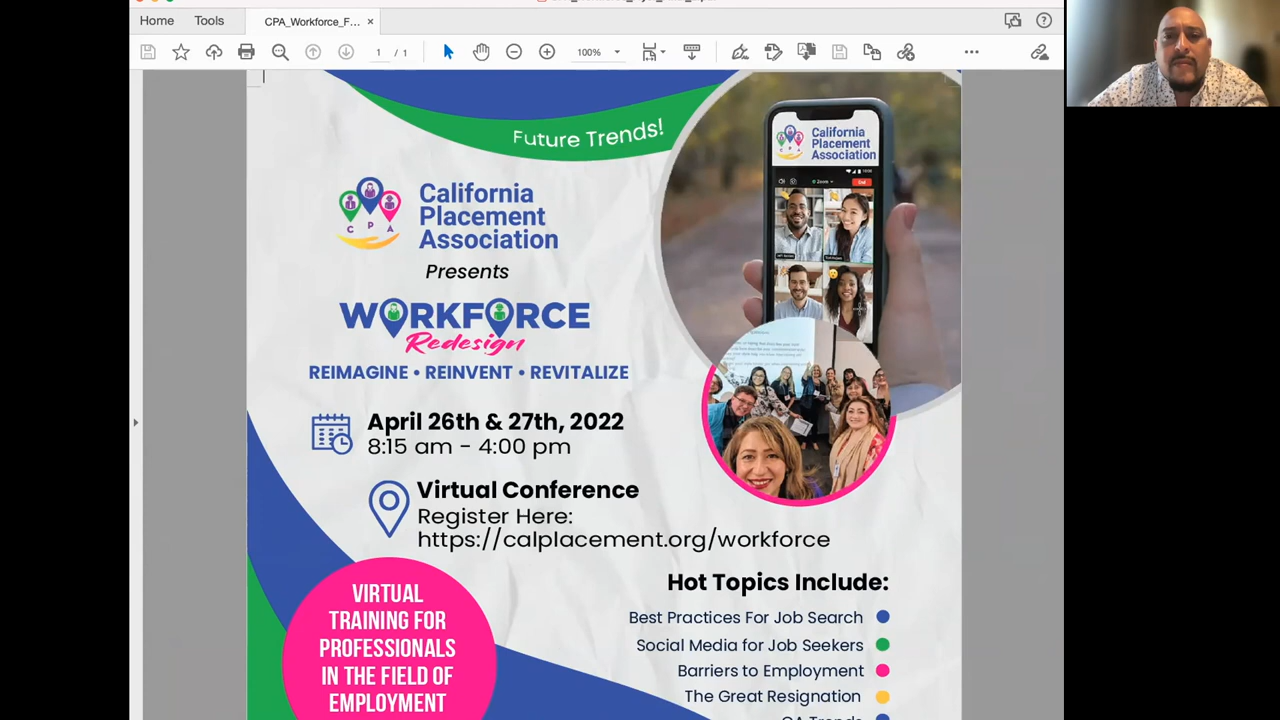 Home
Tools
CPA_Workforce_F... ×
1 / 1
100%
Future Trends!
California
Placement
Association
CPA
California
Placement
Association
Presents
WORKFORCE
Redesign
REIMAGINE • REINVENT • REVITALIZE
April 26th & 27th, 2022
8:15 am - 4:00 pm
Virtual Conference
Register Here:
https://calplacement.org/workforce
Hot Topics Include:
Best Practices For Job Search
Social Media for Job Seekers
Barriers to Employment
The Great Resignation
CA Trends
VIRTUAL
TRAINING FOR
PROFESSIONALS
IN THE FIELD OF
EMPLOYMENT